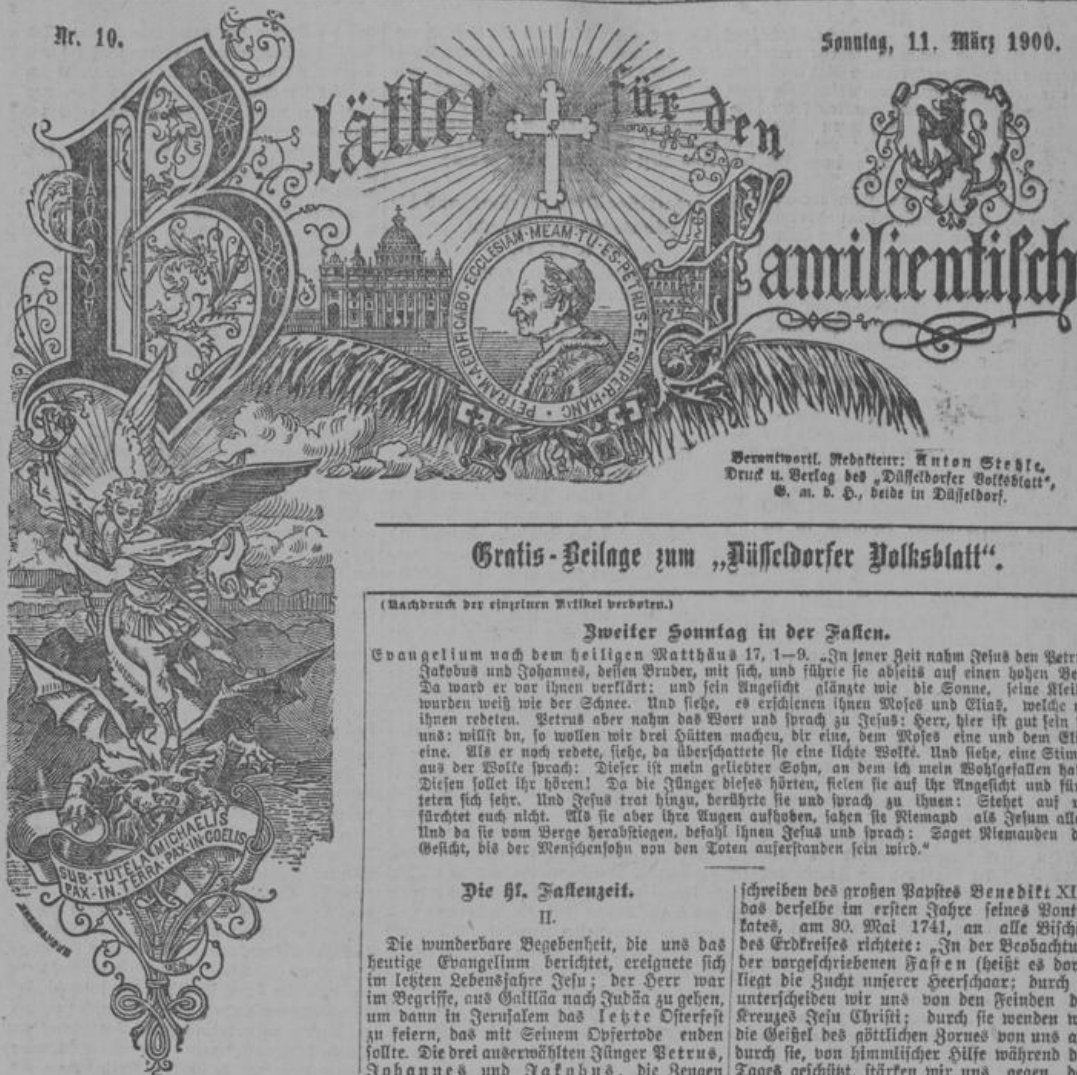 Nr. 10.
Sonntag, 11. März 1900.
Blätter für den
Familientisch
PETRAM·AEDIFICABO·ECCLESIAM·MEAM·TU·ES·PETRUS·ET·SUPER·HANC
Verantwortl. Redakteur: Anton Stehle.
Druck u. Verlag des „Düsseldorfer Volksblatt“,
G. m. b. H., beide in Düsseldorf.
Gratis-Beilage zum „Düsseldorfer Volksblatt“.
(Nachdruck der einzelnen Artikel verboten.)
Zweiter Sonntag in der Fasten.
Evangelium nach dem heiligen Matthäus 17, 1—9. „In jener Zeit nahm Jesus den Petru
Jakobus und Johannes, dessen Bruder, mit sich, und führte sie abseits auf einen hohen Be
Da ward er vor ihnen verklärt: und sein Angesicht glänzte wie die Sonne, seine Klei
wurden weiß wie der Schnee. Und siehe, es erschienen ihnen Moses und Elias, welche
ihnen redeten. Petrus aber nahm das Wort und sprach zu Jesus: Herr, hier ist gut sein
uns: willst dn, so wollen wir drei Hütten machen, dir eine, dem Moses eine und dem Eli
eine. Als er noch redete, siehe, da überschattete sie eine lichte Wolke. Und siehe, eine Stim
aus der Wolke sprach: Dieser ist mein geliebter Sohn, an dem ich mein Wohlgefallen ha
Diesen sollet ihr hören! Da die Jünger dieses hörten, fielen sie auf ihr Angesicht und für
teten sich sehr. Und Jesus trat hinzu, berührte sie und sprach zu ihnen: Stehet auf u
fürchtet euch nicht. Als sie aber ihre Augen aufhoben, sahen sie Niemand als Jesum alle
Und da sie vom Berge herabstiegen, befahl ihnen Jesus und sprach: Saget Niemanden d
Gesicht, bis der Menschensohn von den Toten auferstanden sein wird.“
SUB·TUTELA·MICHAELIS
PAX·IN·TERRA·PAX·IN·COELIS
Die hl. Fastenzeit.
II.
Die wunderbare Begebenheit, die uns das
heutige Evangelium berichtet, ereignete sich
im letzten Lebensjahre Jesu; der Herr war
im Begriffe, aus Galiläa nach Judäa zu gehen,
um dann in Jerusalem das letzte Osterfest
zu feiern, das mit Seinem Opfertode enden
sollte. Die drei auserwählten Jünger Petrus,
Johannes und Jakobus, die Zeugen
schreiben des großen Papstes Benedikt XI
das derselbe im ersten Jahre seines Ponti
kates, am 30. Mai 1741, an alle Bischö
des Erdkreises richtete: „In der Beobachtu
der vorgeschriebenen Fasten (heißt es dor
liegt die Zucht unserer Heerschaar; durch
unterscheiden wir uns von den Feinden d
Kreuzes Jesu Christi; durch sie wenden w
die Geißel des göttlichen Zornes von uns a
durch sie, von himmlischer Hilfe während d
Tages geschützt, stärken wir uns gegen de